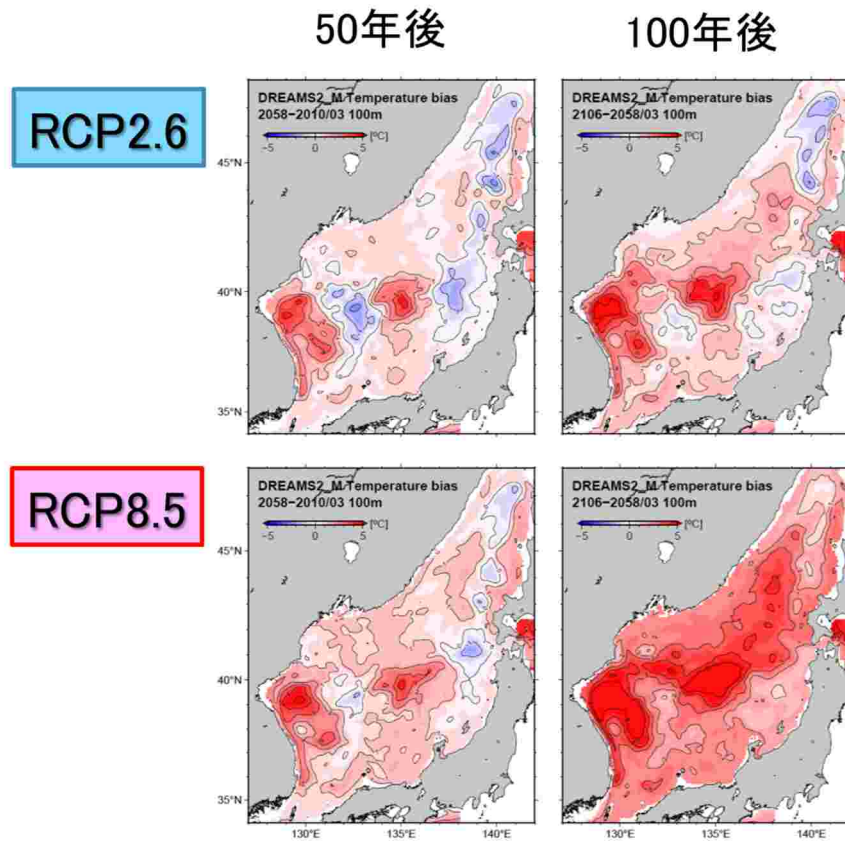 50年後 100年後
RCP2.6
DREAMS2_M Temperature bias
2058-2010/03 100m
[ºC]
-5 0 5
45°N
40°N
35°N
DREAMS2_M Temperature bias
2106-2058/03 100m
[ºC]
-5 0 5
RCP8.5
DREAMS2_M Temperature bias
2058-2010/03 100m
[ºC]
-5 0 5
45°N
40°N
35°N
130°E 135°E 140°E
DREAMS2_M Temperature bias
2106-2058/03 100m
[ºC]
-5 0 5
130°E 135°E 140°E